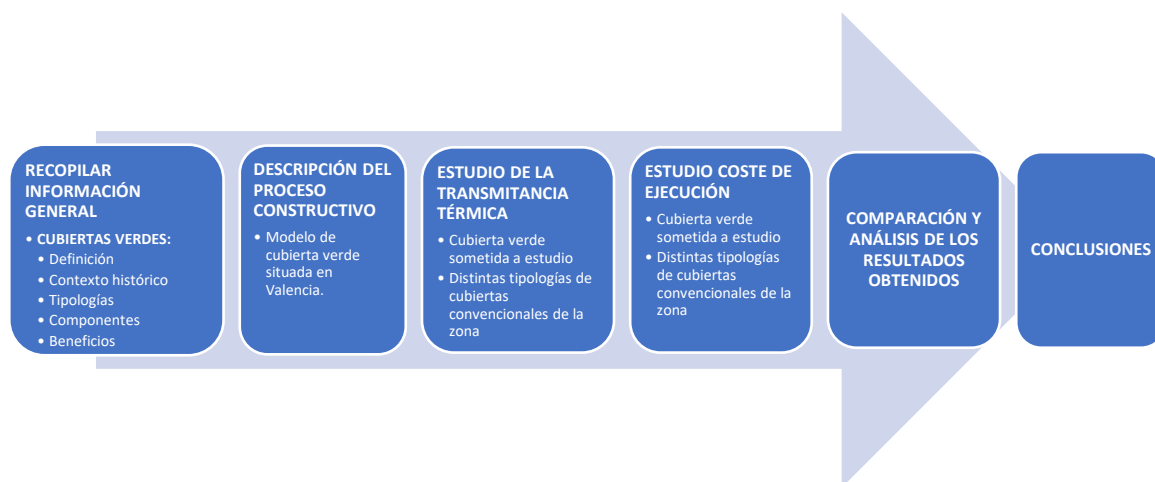 RECOPILAR
INFORMACIÓN
GENERAL
• CUBIERTAS VERDES:
• Definición
• Contexto histórico
• Tipologías
• Componentes
• Beneficios
DESCRIPCIÓN DEL
PROCESO
CONSTRUCTIVO
• Modelo de
cubierta verde
situada en
Valencia.
ESTUDIO DE LA
TRANSMITANCIA
TÉRMICA
• Cubierta verde
sometida a estudio
• Distintas tipologías de
cubiertas
convencionales de la
zona
ESTUDIO COSTE DE
EJECUCIÓN
• Cubierta verde
sometida a estudio
• Distintas tipologías
de cubiertas
convencionales de la
zona
COMPARACIÓN Y
ANÁLISIS DE LOS
RESULTADOS
OBTENIDOS
CONCLUSIONES